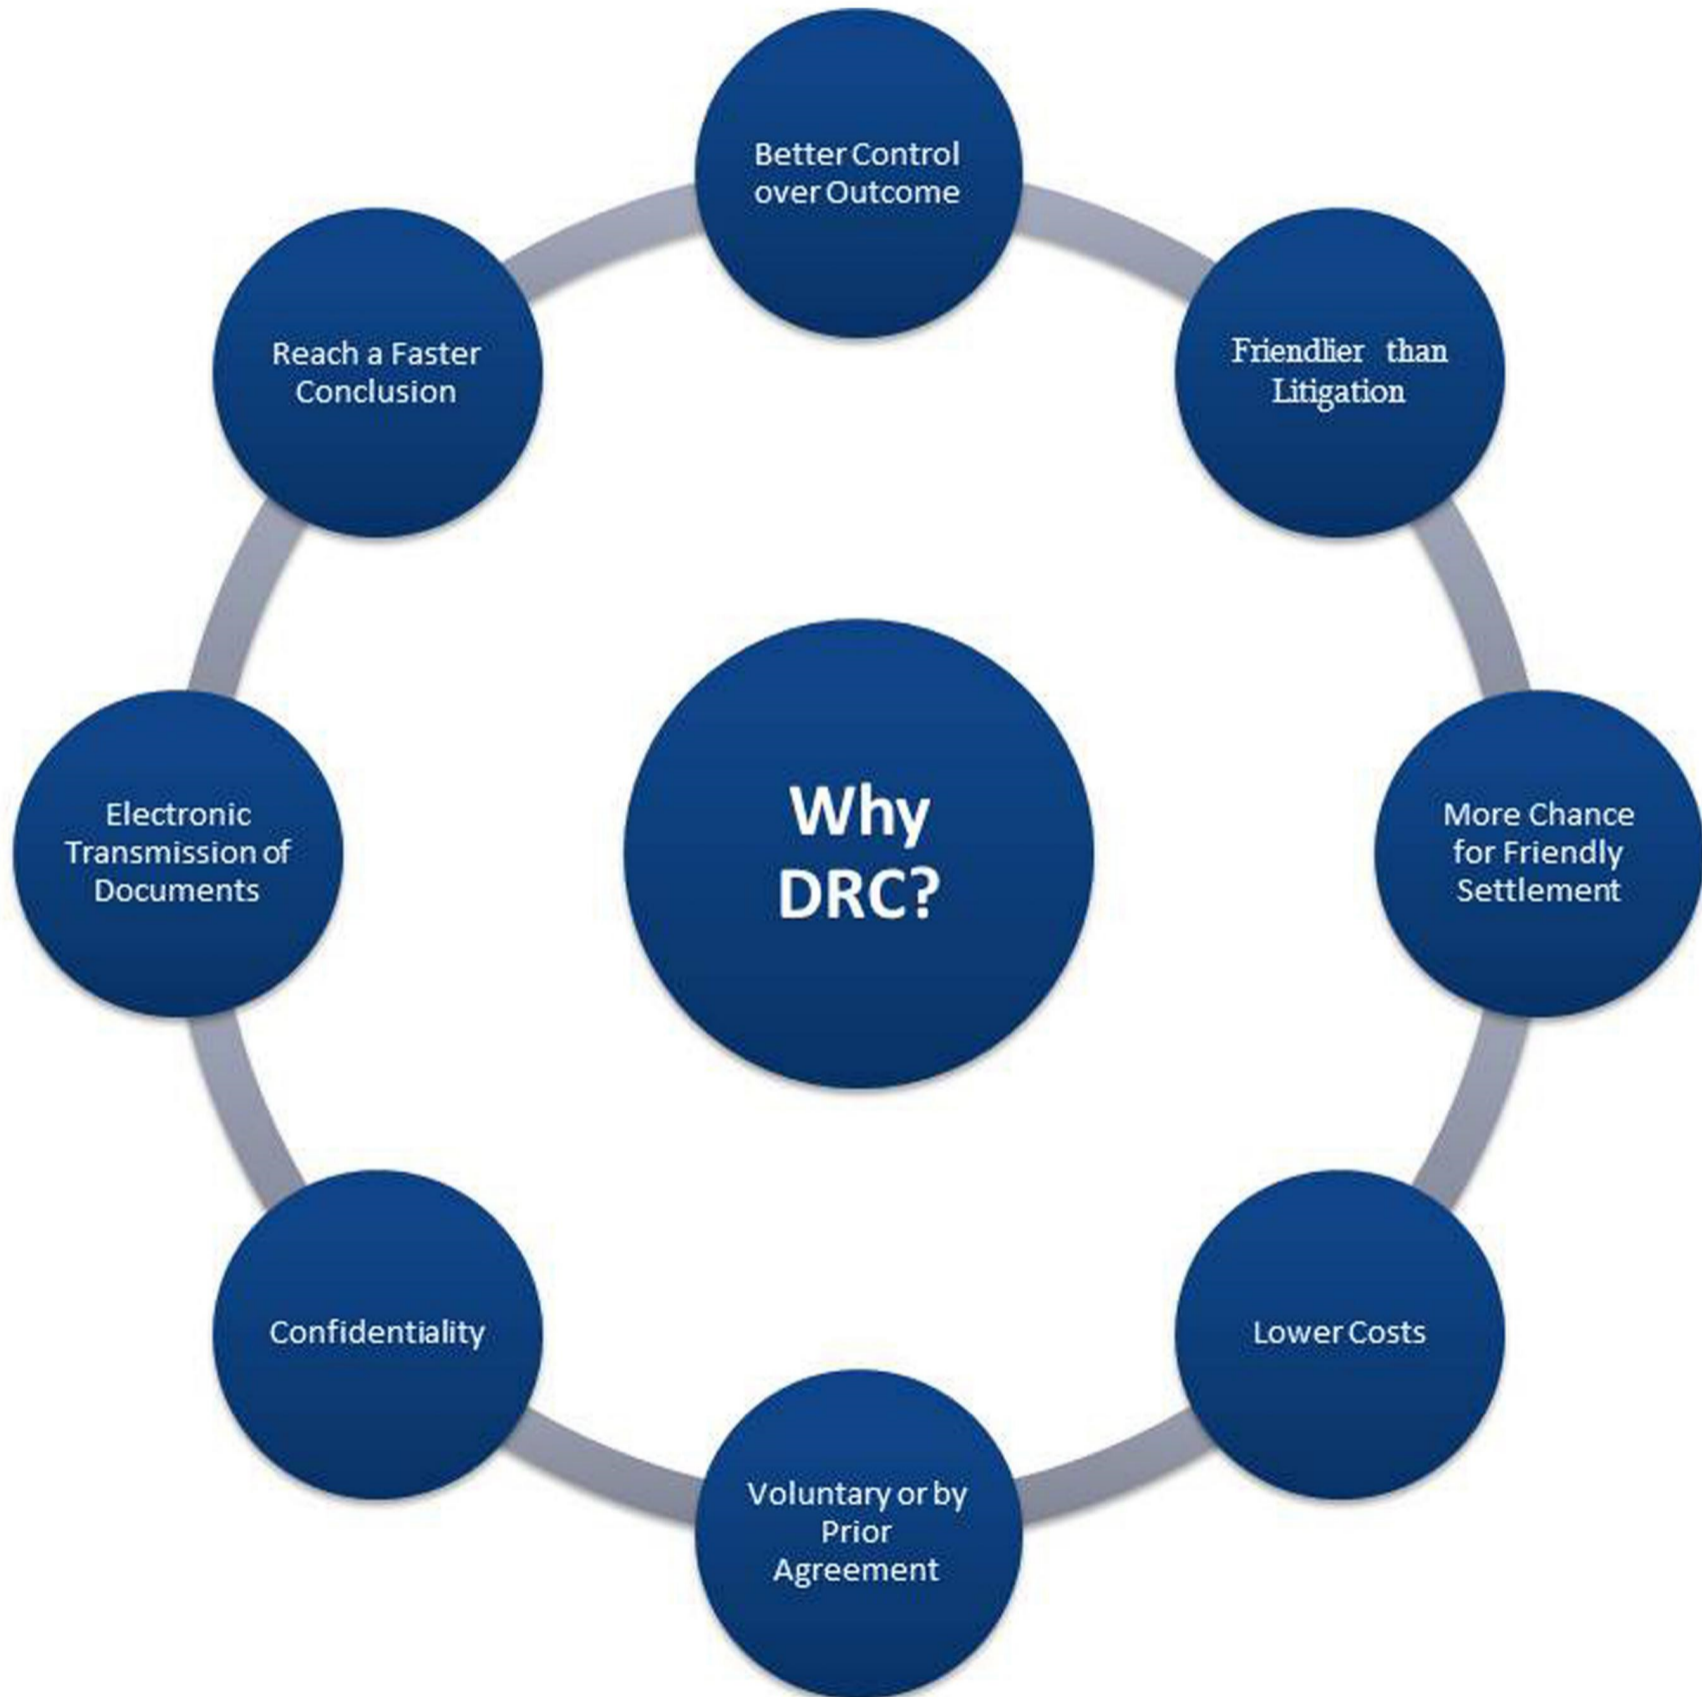 Better Control
over Outcome
Friendlier than
Litigation
More Chance
for Friendly
Settlement
Lower Costs
Voluntary or by
Prior
Agreement
Confidentiality
Electronic
Transmission of
Documents
Reach a Faster
Conclusion
Why
DRC?